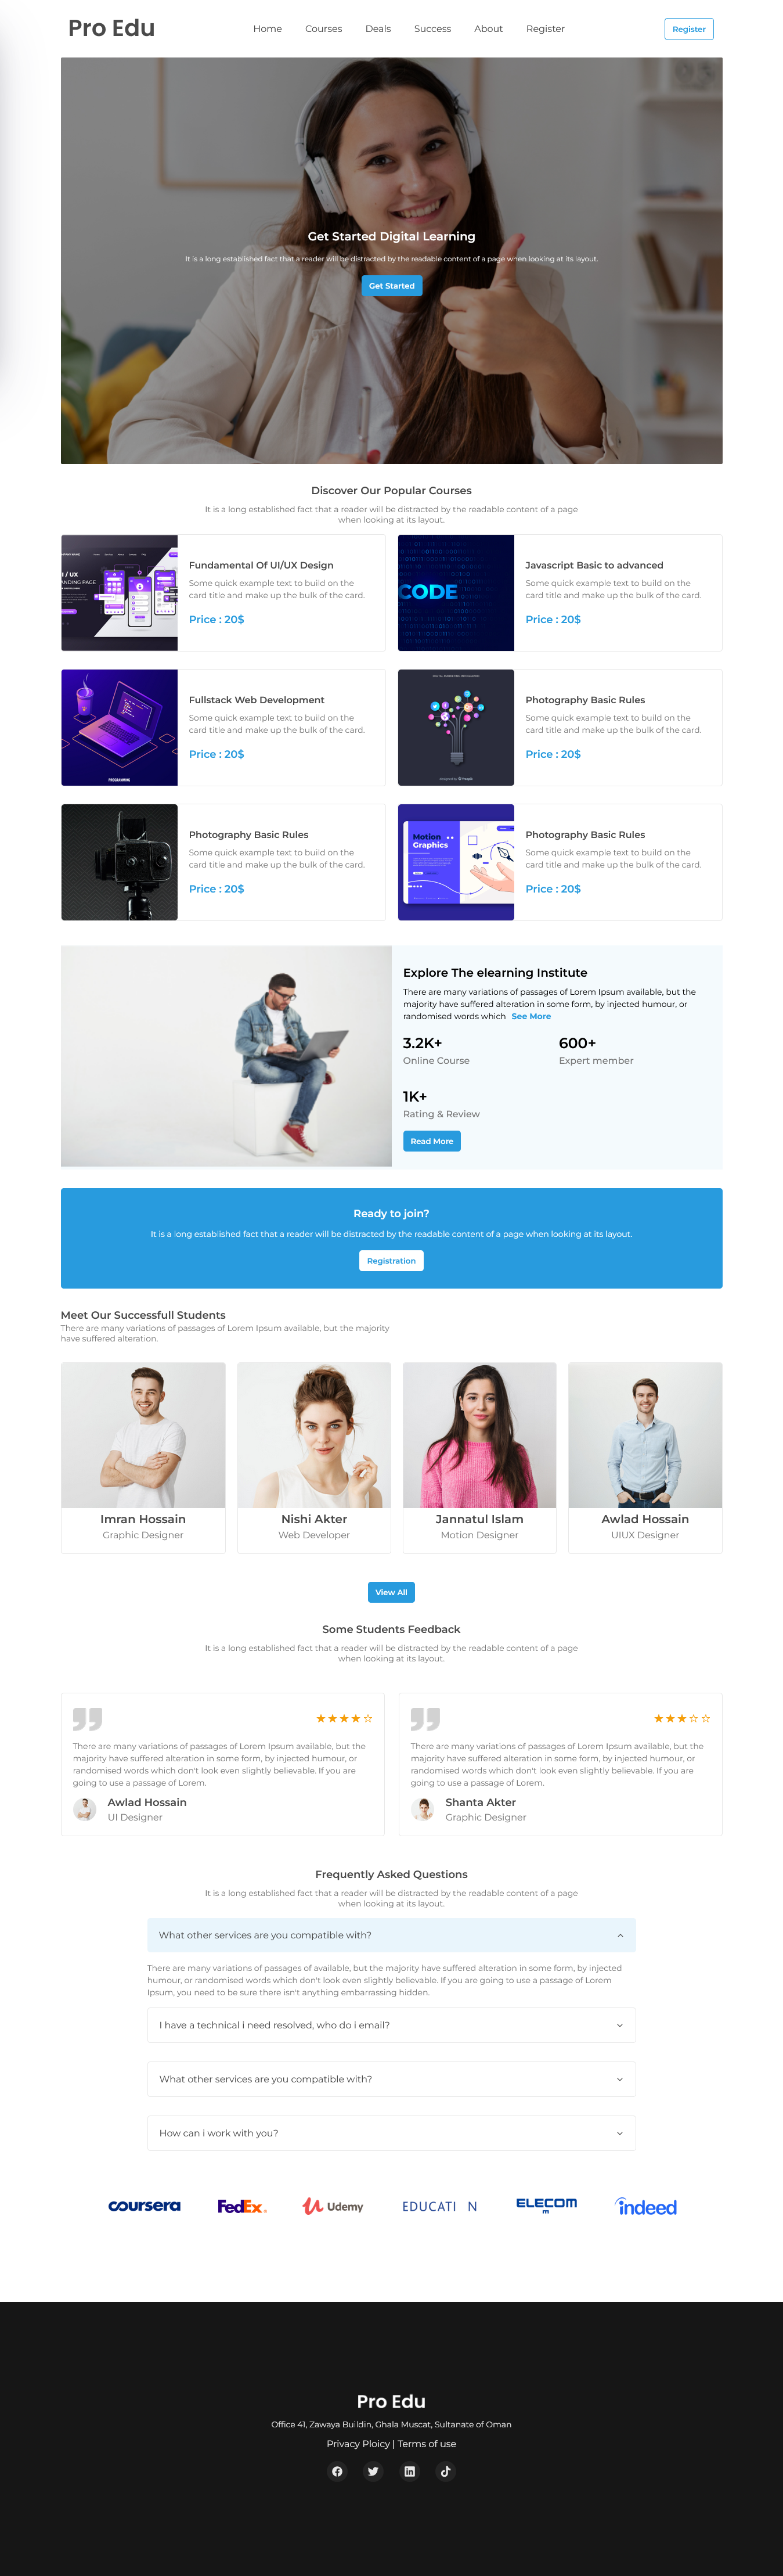 Pro Edu
Home Courses Deals Success About Register
Register
Get Started Digital Learning
It is a long established fact that a reader will be distracted by the readable content of a page when looking at its layout.
Get Started
Discover Our Popular Courses
It is a long established fact that a reader will be distracted by the readable content of a page
when looking at its layout.
Fundamental Of UI/UX Design
Some quick example text to build on the
card title and make up the bulk of the card.
Price : 20$
CODE
Javascript Basic to advanced
Some quick example text to build on the
card title and make up the bulk of the card.
Price : 20$
PROGRAMMING
Fullstack Web Development
Some quick example text to build on the
card title and make up the bulk of the card.
Price : 20$
Photography Basic Rules
Some quick example text to build on the
card title and make up the bulk of the card.
Price : 20$
Photography Basic Rules
Some quick example text to build on the
card title and make up the bulk of the card.
Price : 20$
Motion
Graphics
Photography Basic Rules
Some quick example text to build on the
card title and make up the bulk of the card.
Price : 20$
Explore The elearning Institute
There are many variations of passages of Lorem Ipsum available, but the
majority have suffered alteration in some form, by injected humour, or
randomised words which See More
3.2K+ 600+
Online Course Expert member
1K+
Rating & Review
Read More
Ready to join?
It is a long established fact that a reader will be distracted by the readable content of a page when looking at its layout.
Registration
Meet Our Successfull Students
There are many variations of passages of Lorem Ipsum available, but the majority
have suffered alteration.
Imran Hossain
Graphic Designer
Nishi Akter
Web Developer
Jannatul Islam
Motion Designer
Awlad Hossain
UIUX Designer
View All
Some Students Feedback
It is a long established fact that a reader will be distracted by the readable content of a page
when looking at its layout.
There are many variations of passages of Lorem Ipsum available, but the
majority have suffered alteration in some form, by injected humour, or
randomised words which don't look even slightly believable. If you are
going to use a passage of Lorem.
Awlad Hossain
UI Designer
There are many variations of passages of Lorem Ipsum available, but the
majority have suffered alteration in some form, by injected humour, or
randomised words which don't look even slightly believable. If you are
going to use a passage of Lorem.
Shanta Akter
Graphic Designer
Frequently Asked Questions
It is a long established fact that a reader will be distracted by the readable content of a page
when looking at its layout.
What other services are you compatible with?
There are many variations of passages of available, but the majority have suffered alteration in some form, by injected
humour, or randomised words which don't look even slightly believable. If you are going to use a passage of Lorem
Ipsum, you need to be sure there isn't anything embarrassing hidden.
I have a technical i need resolved, who do i email?
What other services are you compatible with?
How can i work with you?
coursera FedEx Udemy EDUCATI N ELECOM indeed
m
Pro Edu
Office 41, Zawaya Buildin, Ghala Muscat, Sultanate of Oman
Privacy Ploicy | Terms of use